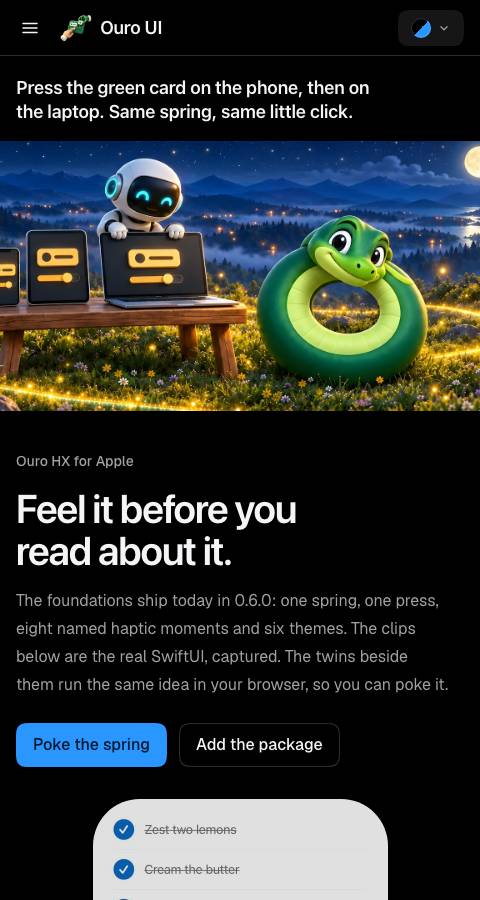 Ouro UI
Press the green card on the phone, then on
the laptop. Same spring, same little click.
Ouro HX for Apple
Feel it before you
read about it.
The foundations ship today in 0.6.0: one spring, one press,
eight named haptic moments and six themes. The clips
below are the real SwiftUI, captured. The twins beside
them run the same idea in your browser, so you can poke it.
Poke the spring
Add the package
Zest two lemons
Cream the butter